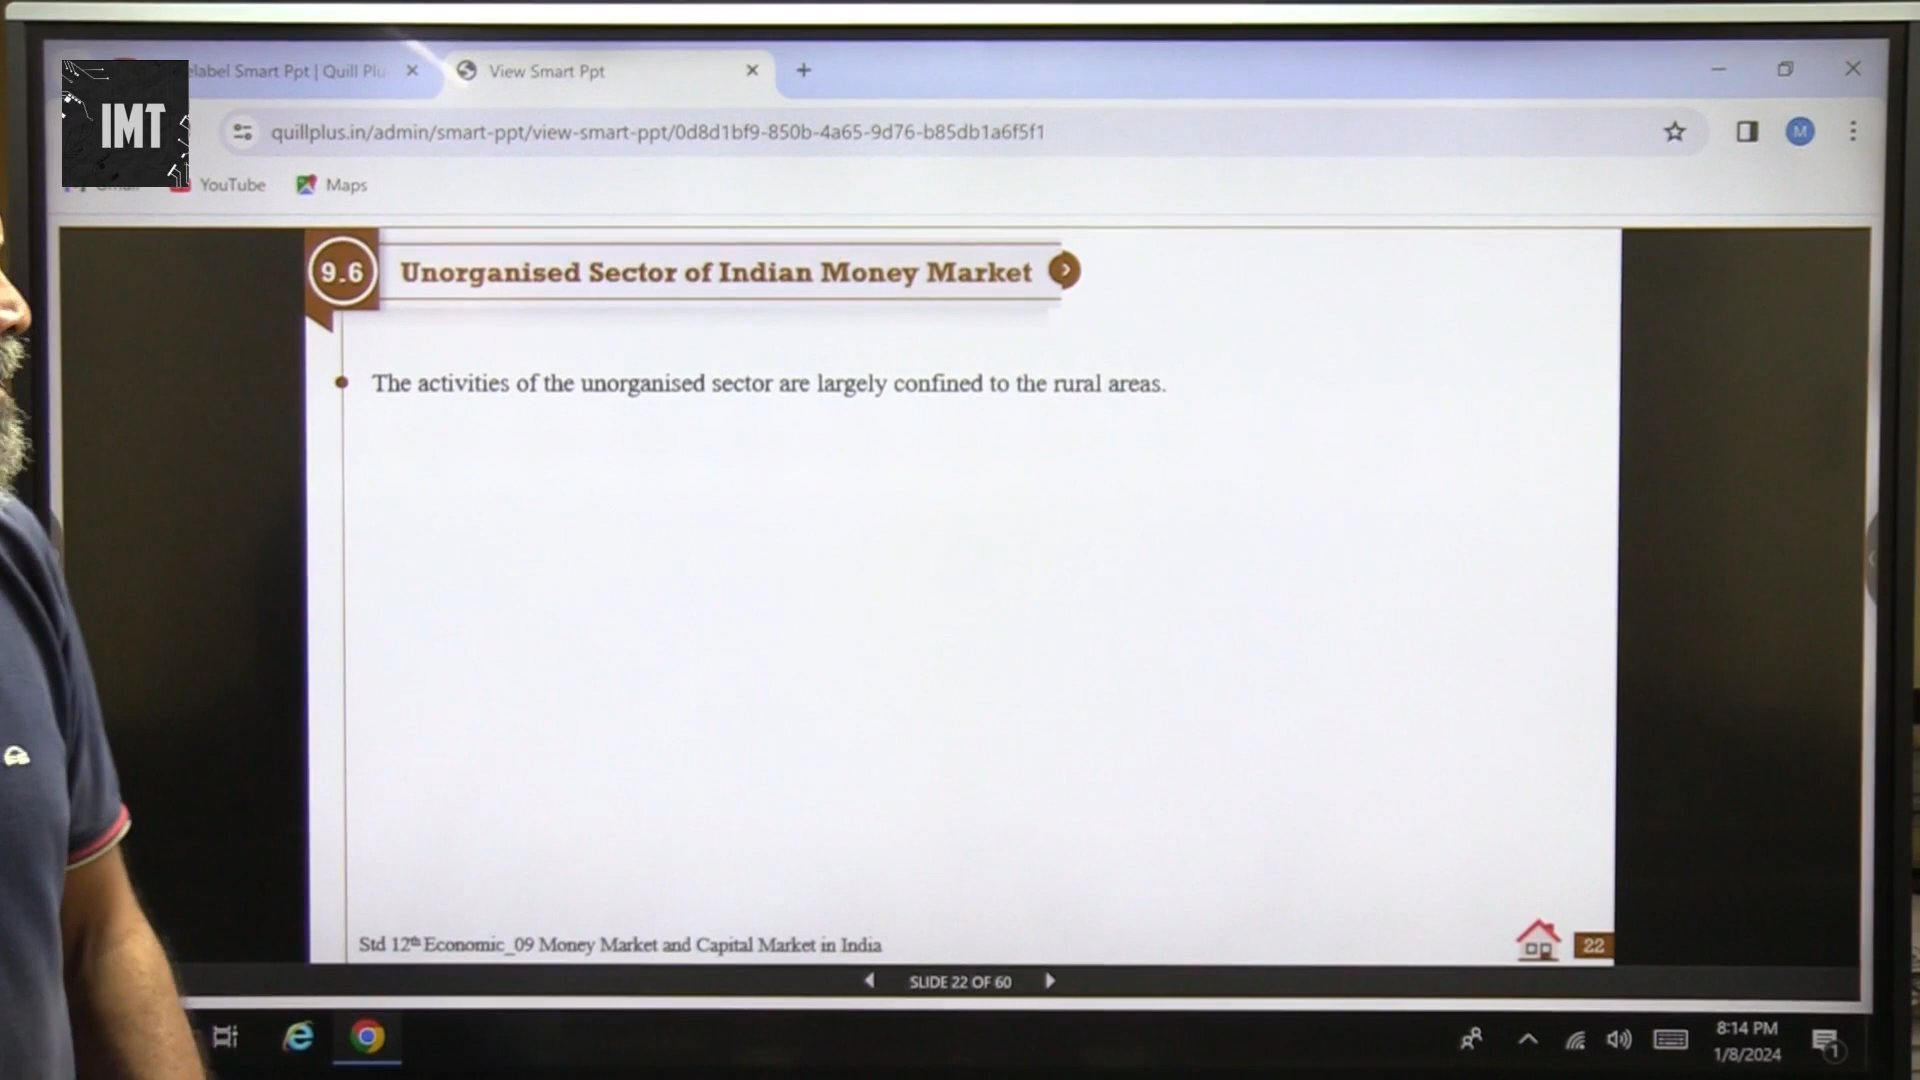 IMT
elabel Smart Ppt | Quill Plu
View Smart Ppt
quillplus.in/admin/smart-ppt/view-smart-ppt/0d8d1bf9-850b-4a65-9d76-b85db1a6f5f1
M
YouTube
Maps
9.6 Unorganised Sector of Indian Money Market
The activities of the unorganised sector are largely confined to the rural areas.
Std 12th Economic_09 Money Market and Capital Market in India
22
SLIDE 22 OF 60
8:14 PM
1/8/2024
1